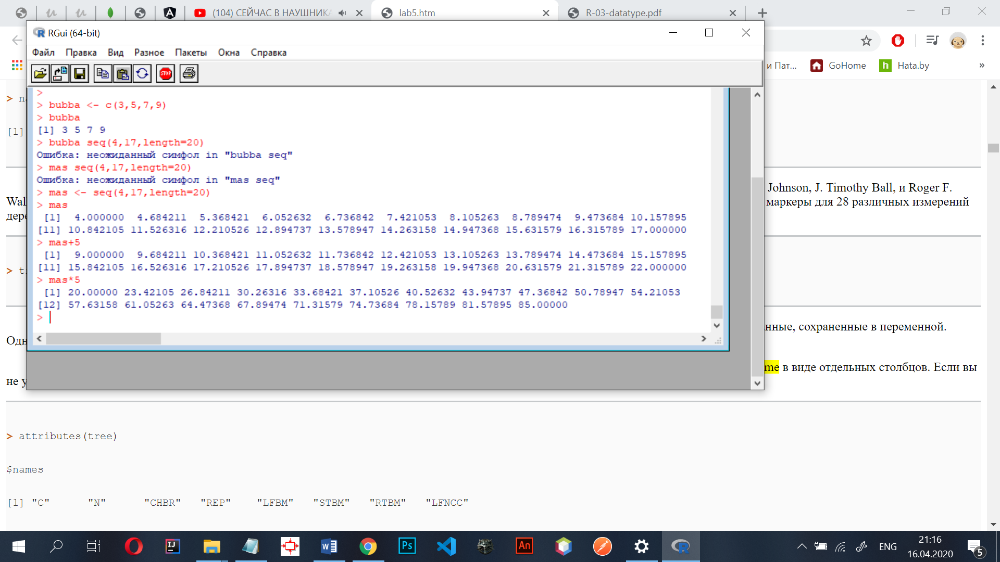 (104) СЕЙЧАС В НАУШНИКА
lab5.htm
R-03-datatype.pdf
RGui (64-bit)
Файл Правка Вид Разное Пакеты Окна Справка
STOP
и Пат...
GoHome
h Hata.by
»
>
> bubba <- c(3,5,7,9)
> bubba
[1] 3 5 7 9
> bubba seq(4,17,length=20)
Ошибка: неожиданный симфол in "bubba seq"
> mas seq(4,17,length=20)
Ошибка: неожиданный симфол in "mas seq"
> mas <- seq(4,17,length=20)
> mas
[1] 4.000000 4.684211 5.368421 6.052632 6.736842 7.421053 8.105263 8.789474 9.473684 10.157895
[11] 10.842105 11.526316 12.210526 12.894737 13.578947 14.263158 14.947368 15.631579 16.315789 17.000000
> mas+5
[1] 9.000000 9.684211 10.368421 11.052632 11.736842 12.421053 13.105263 13.789474 14.473684 15.157895
[11] 15.842105 16.526316 17.210526 17.894737 18.578947 19.263158 19.947368 20.631579 21.315789 22.000000
> mas*5
[1] 20.00000 23.42105 26.84211 30.26316 33.68421 37.10526 40.52632 43.94737 47.36842 50.78947 54.21053
[12] 57.63158 61.05263 64.47368 67.89474 71.31579 74.73684 78.15789 81.57895 85.00000
>
> n
[1]
Johnson, J. Timothy Ball, и Roger F.
Wal маркеры для 28 различных измерений
дере
> t
нные, сохраненные в переменной.
Одн
me в виде отдельных столбцов. Если вы
не у
> attributes(tree)
$names
[1] "C" "N" "CHBR" "REP" "LFBM" "STBM" "RTBM" "LFNCC"
IJ
W
Ps
An
R
ENG
21:16
16.04.2020
5